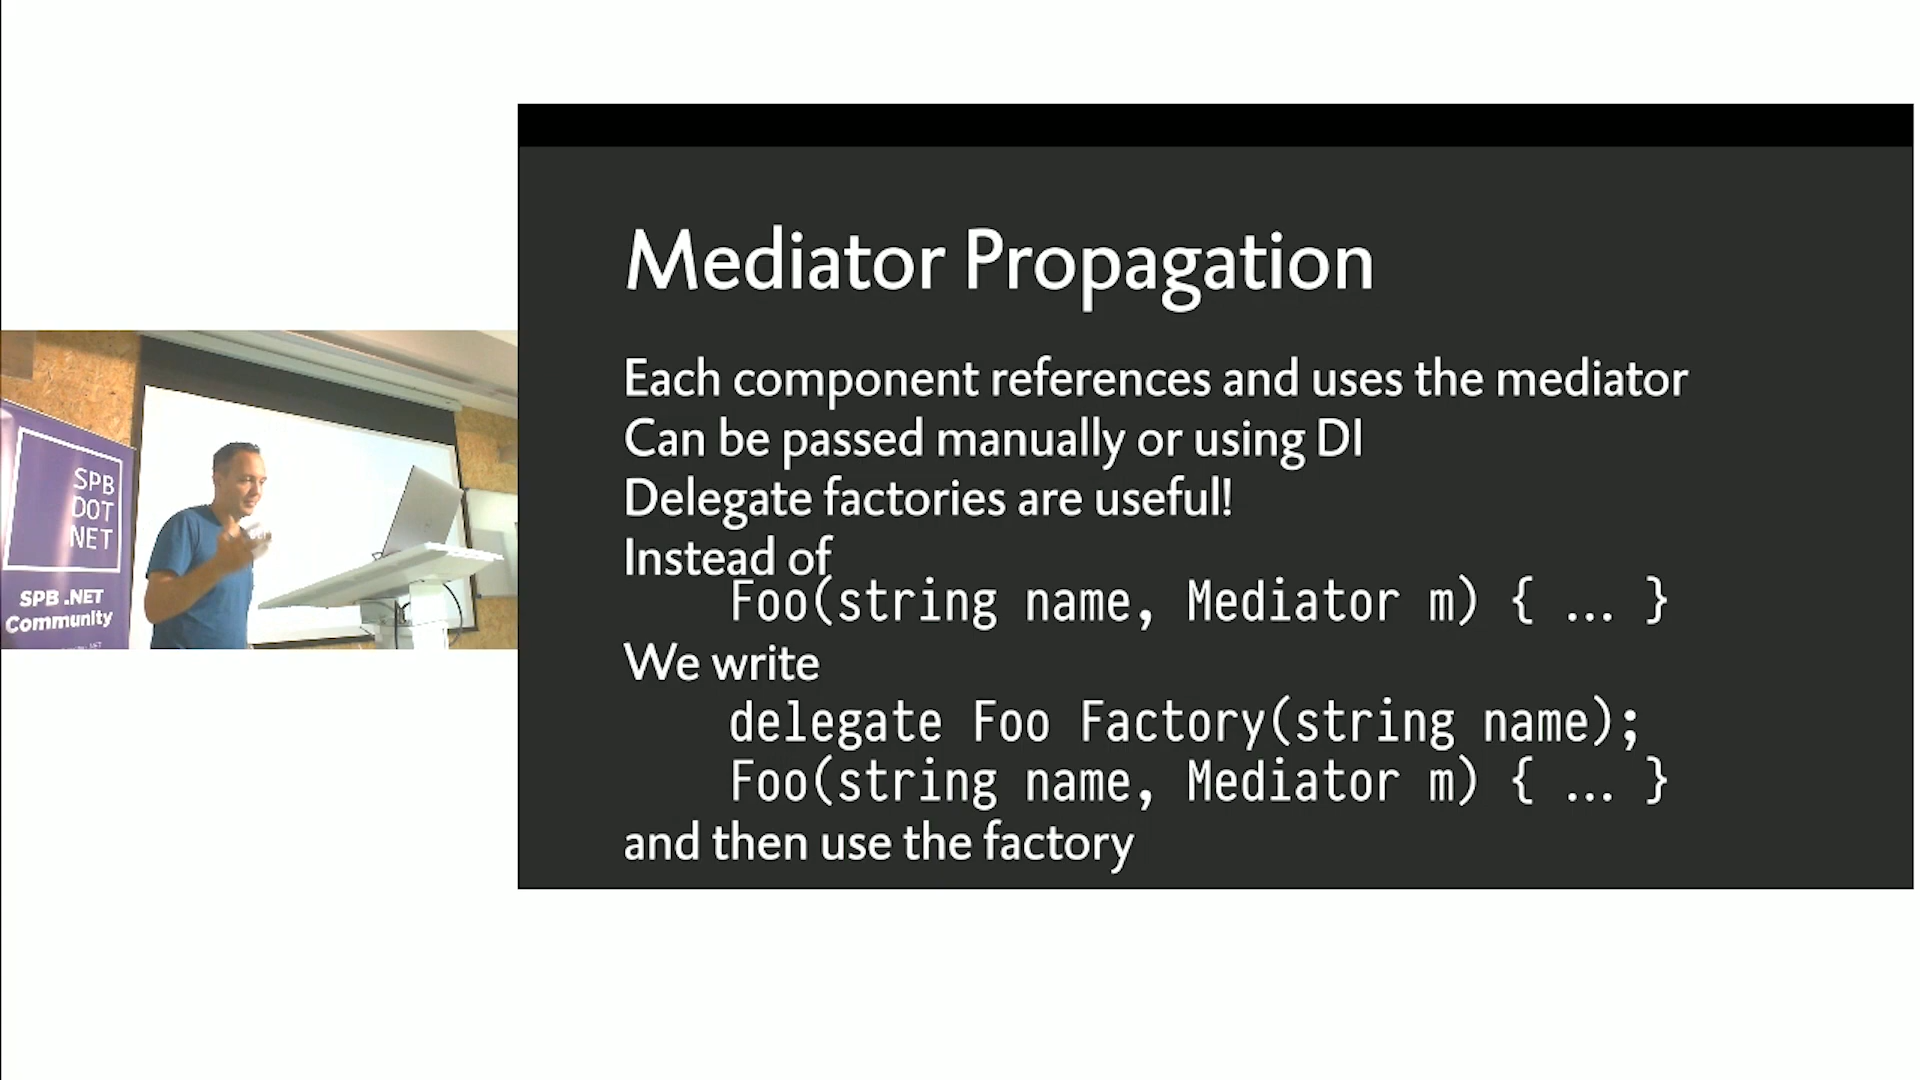 Mediator Propagation
Each component references and uses the mediator
Can be passed manually or using DI
Delegate factories are useful!
Instead of
Foo(string name, Mediator m) { … }
We write
delegate Foo Factory(string name);
Foo(string name, Mediator m) { … }
and then use the factory
SPB
DOT
NET
SPB .NET
Community